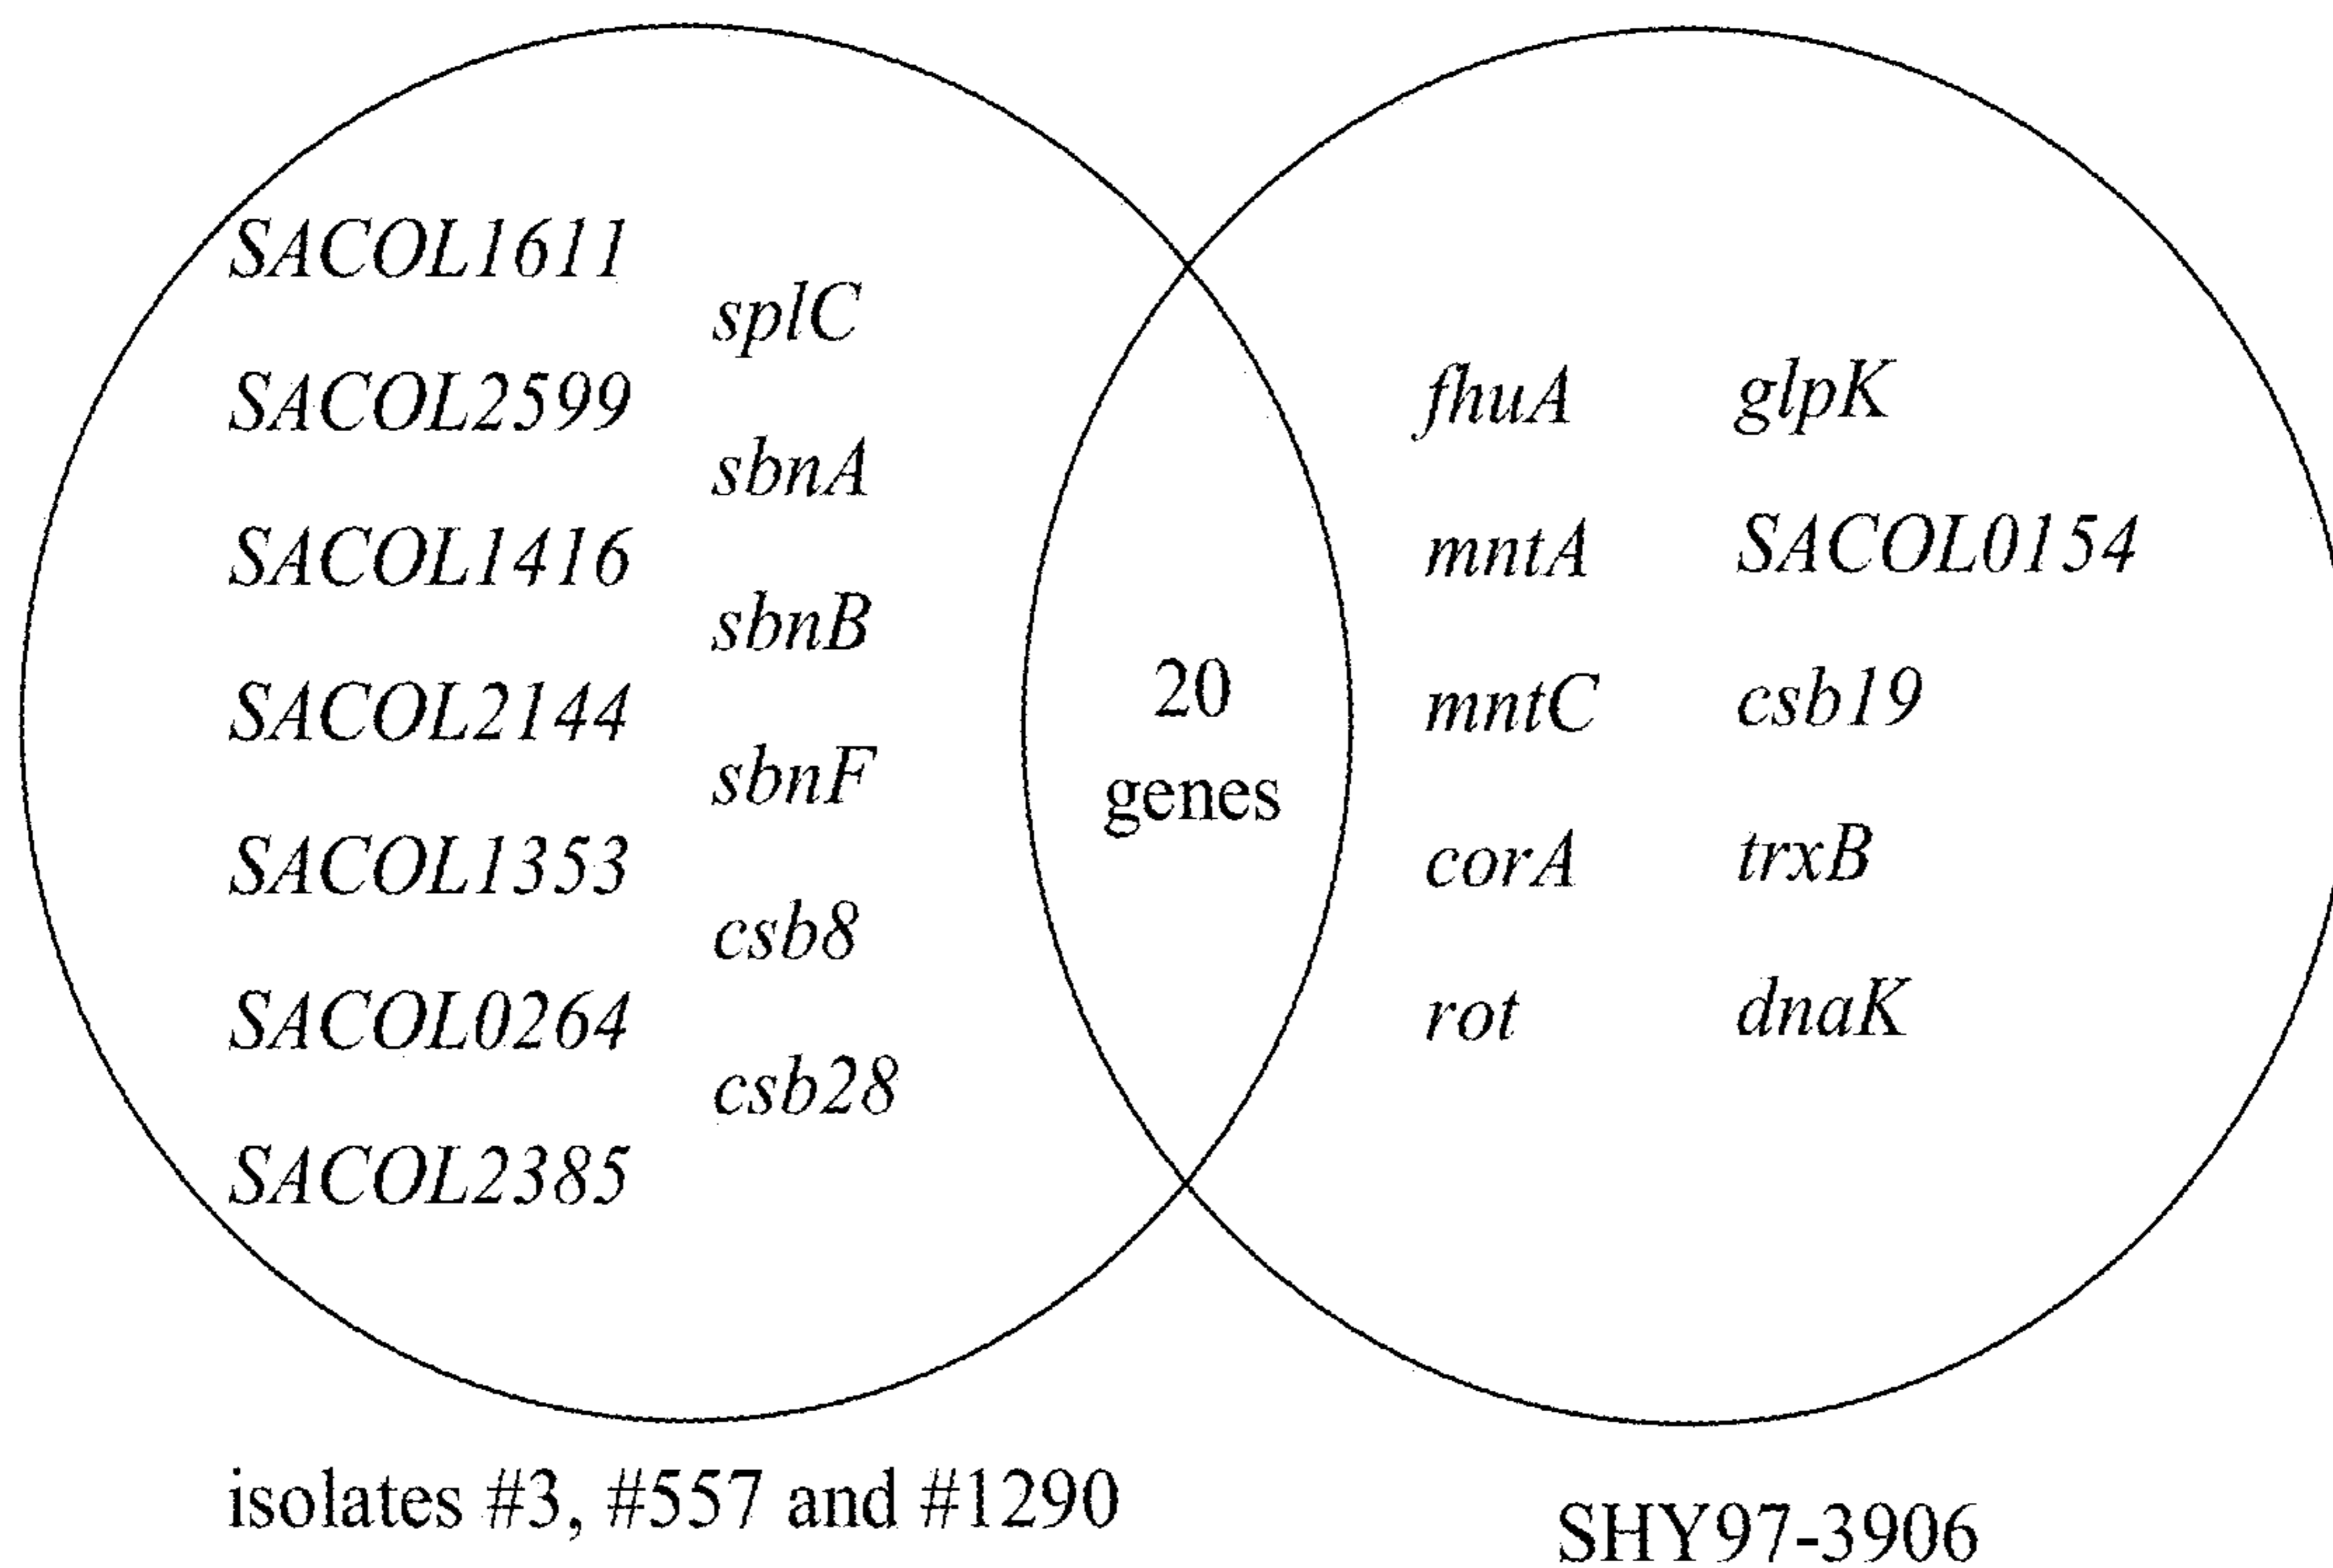 SACOL1611
splC
SACOL2599
sbnA
SACOL1416
sbnB
SACOL2144
sbnF
SACOL1353
csb8
SACOL0264
csb28
SACOL2385
20
genes
fhuA glpK
mntA SACOL0154
mntC csb19
corA trxB
rot dnaK
isolates #3, #557 and #1290
SHY97-3906